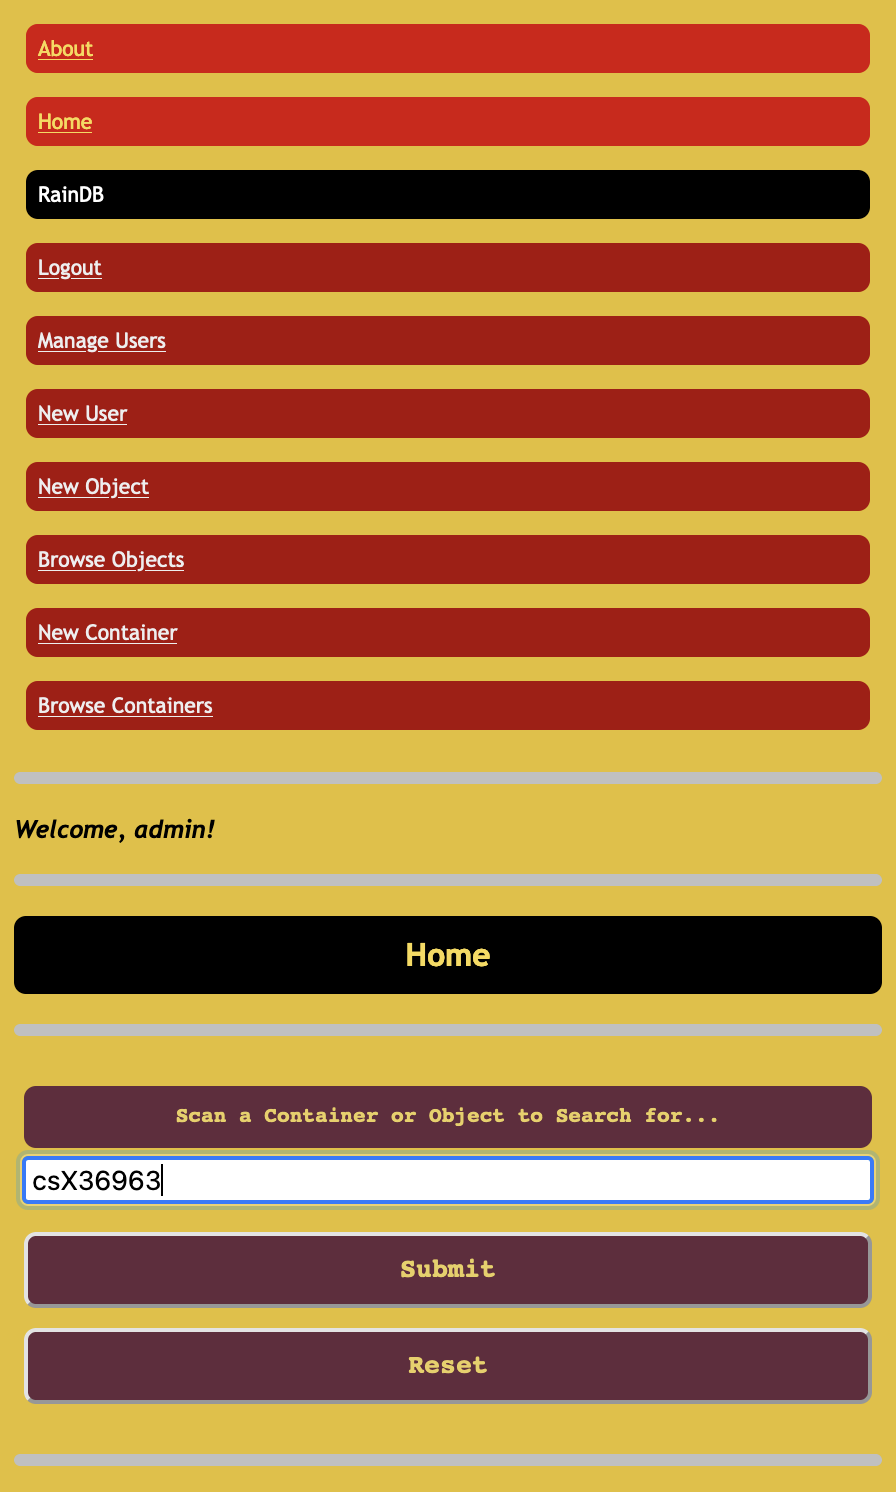 About
Home
RainDB
Logout
Manage Users
New User
New Object
Browse Objects
New Container
Browse Containers
Welcome, admin!
Home
Scan a Container or Object to Search for...
csX36963
Submit
Reset